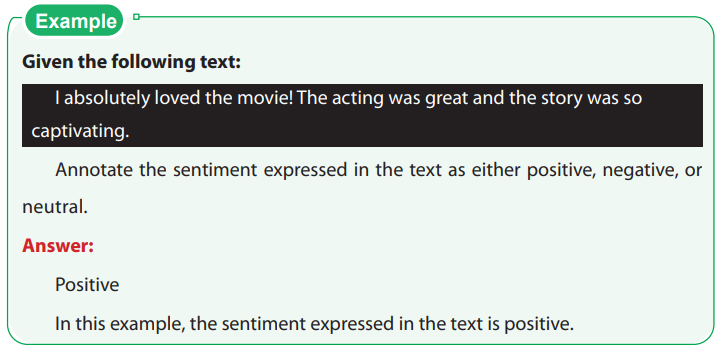 Example
Given the following text:
I absolutely loved the movie! The acting was great and the story was so
captivating.
Annotate the sentiment expressed in the text as either positive, negative, or
neutral.
Answer:
Positive
In this example, the sentiment expressed in the text is positive.